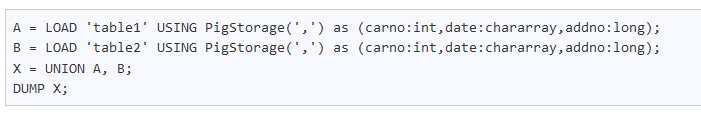 A = LOAD 'table1' USING PigStorage(',') as (carno:int,date:chararray,addno:long);
B = LOAD 'table2' USING PigStorage(',') as (carno:int,date:chararray,addno:long);
X = UNION A, B;
DUMP X;